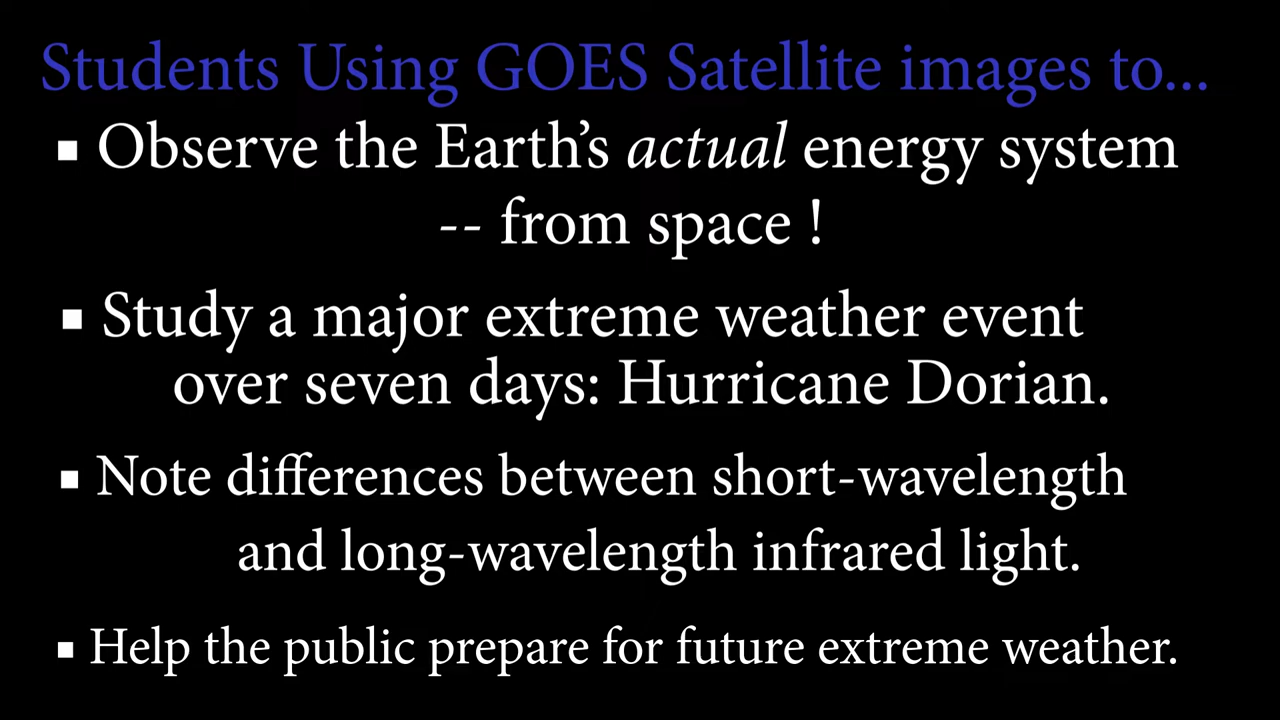 Students Using GOES Satellite images to...
▪ Observe the Earth’s actual energy system
-- from space !
▪ Study a major extreme weather event
over seven days: Hurricane Dorian.
▪ Note differences between short-wavelength
and long-wavelength infrared light.
▪ Help the public prepare for future extreme weather.